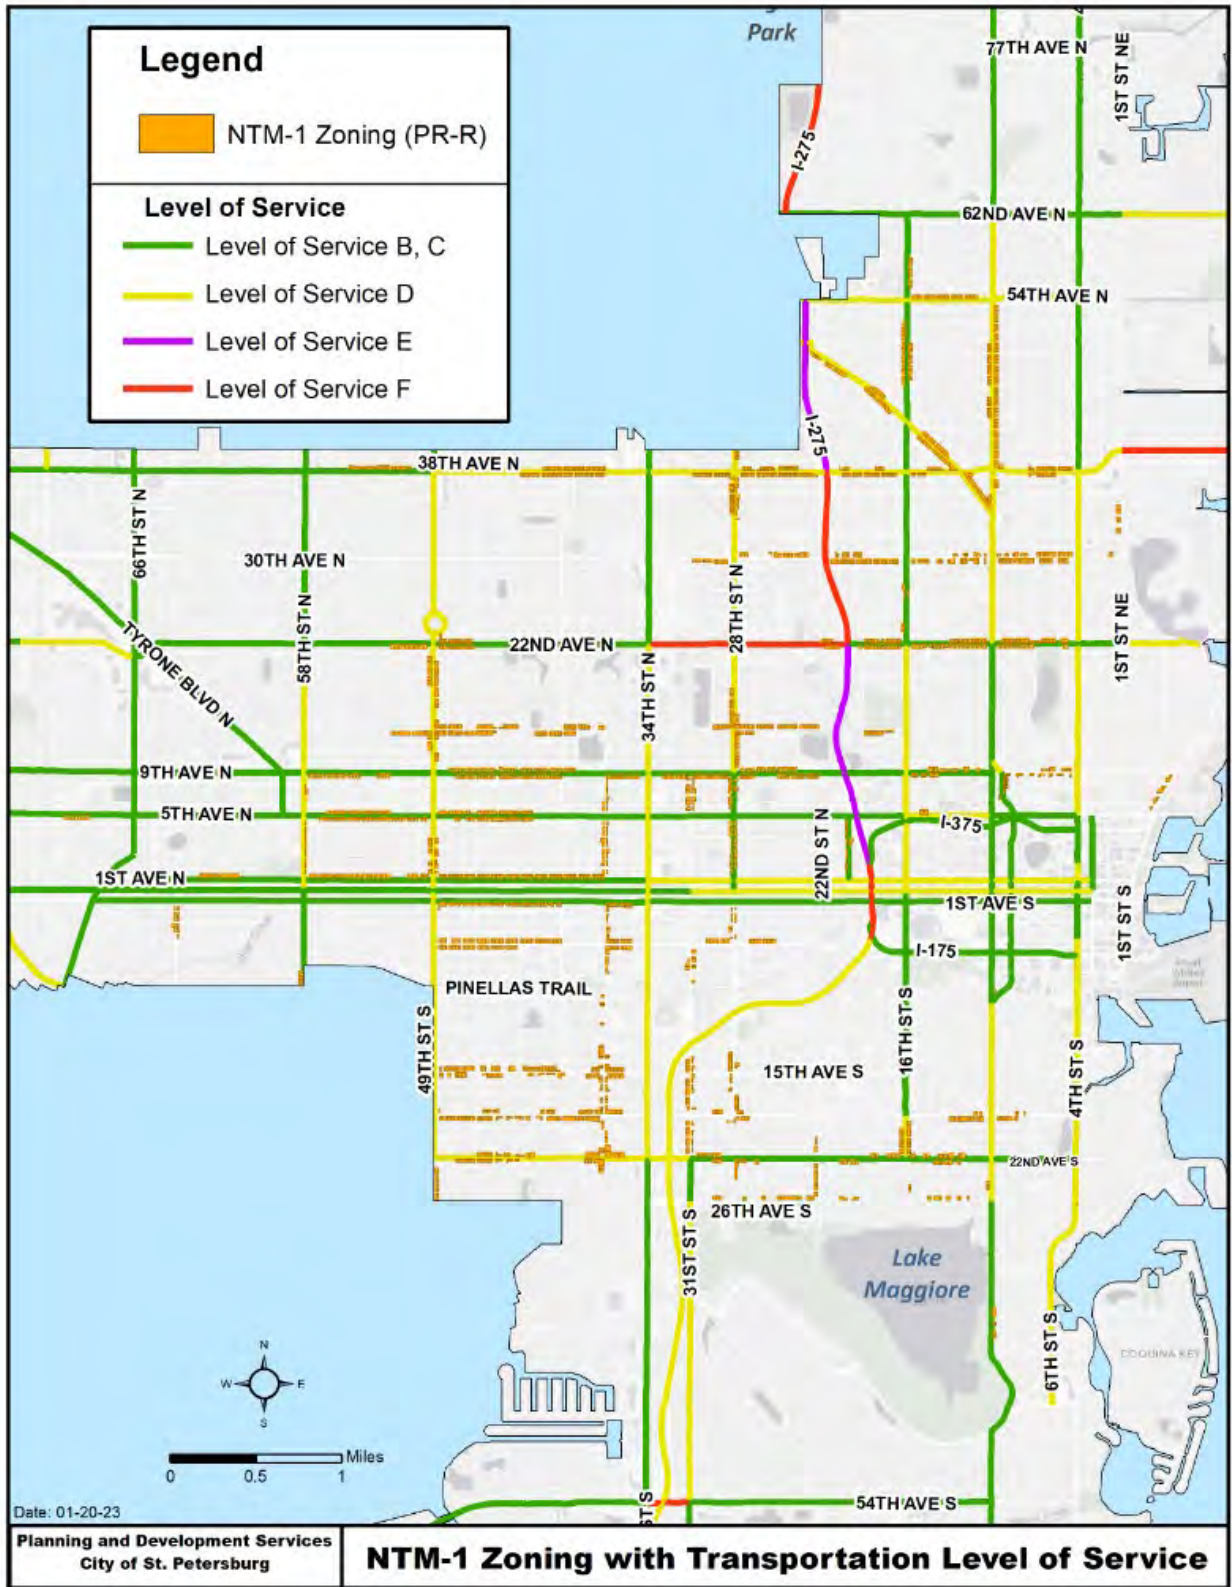 Park
77TH AVE N
1ST ST NE
Legend
NTM-1 Zoning (PR-R)
Level of Service
Level of Service B, C
Level of Service D
Level of Service E
Level of Service F
I-275
62ND AVE N
54TH AVE N
I-275
38TH AVE N
66TH ST N
30TH AVE N
58TH ST N
28TH ST N
1ST ST NE
TYRONE BLVD N
22ND AVE N
34TH ST N
9TH AVE N
5TH AVE N
22ND ST N
I-375
1ST AVE N
1ST AVE S
1ST ST S
I-175
PINELLAS TRAIL
49TH ST S
16TH ST S
15TH AVE S
4TH ST S
22ND AVE S
26TH AVE S
31ST ST S
Lake
Maggiore
6TH ST S
COQUINA KEY
N
W
E
S
Miles
0
0.5
1
ST S
54TH AVE S
Date: 01-20-23
Planning and Development Services
City of St. Petersburg
NTM-1 Zoning with Transportation Level of Service